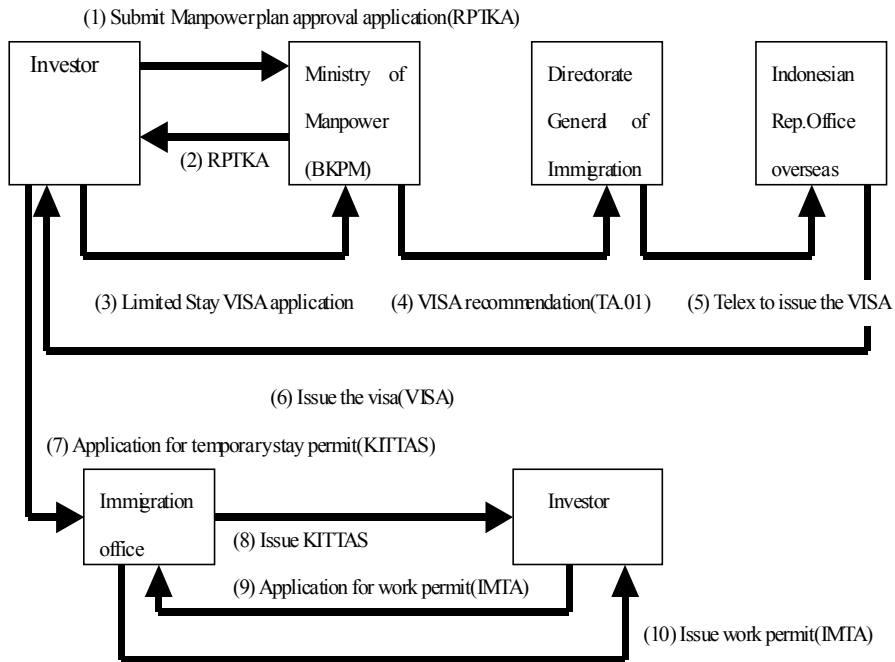 (1) Submit Manpower plan approval application(RPTKA)
Investor
Ministry of
Manpower
(BKPM)
Directorate
General of
Immigration
Indonesian
Rep.Office
overseas
(2) RPTKA
(3) Limited Stay VISA application
(4) VISA recommendation(TA.01)
(5) Telex to issue the VISA
(6) Issue the visa(VISA)
(7) Application for temporary stay permit(KITTAS)
Immigration
office
Investor
(8) Issue KITTAS
(9) Application for work permit(IMTA)
(10) Issue work permit(IMTA)